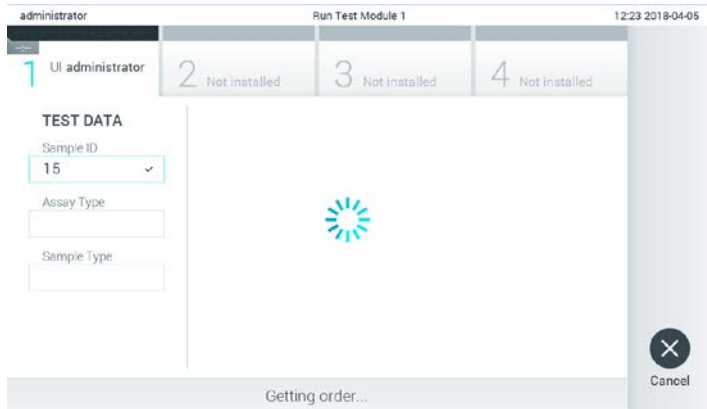 administrator Run Test Module 1 12:23 2018-04-05
1 UI administrator 2 Not installed 3 Not installed 4 Not installed
TEST DATA
Sample ID
15
Assay Type
Sample Type
Cancel
Getting order...